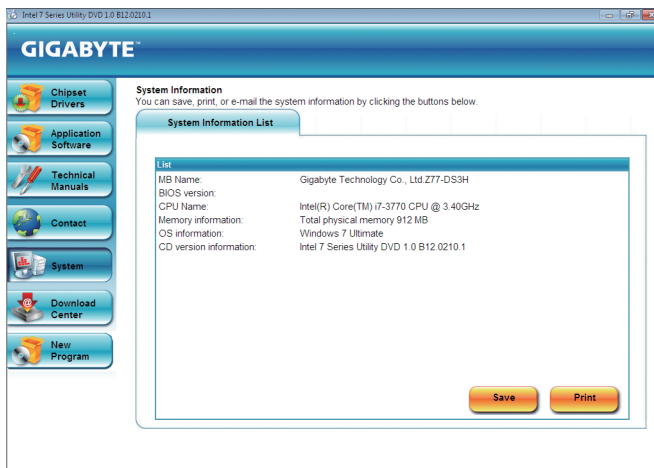 Intel 7 Series Utility DVD 1.0 B12.0210.1
GIGABYTE™
Chipset
Drivers
Application
Software
Technical
Manuals
Contact
System
Download
Center
New
Program
System Information
You can save, print, or e-mail the system information by clicking the buttons below.
System Information List
List
MB Name: Gigabyte Technology Co., Ltd.Z77-DS3H
BIOS version:
CPU Name: Intel(R) Core(TM) i7-3770 CPU @ 3.40GHz
Memory information: Total physical memory 912 MB
OS information: Windows 7 Ultimate
CD version information: Intel 7 Series Utility DVD 1.0 B12.0210.1
Save Print